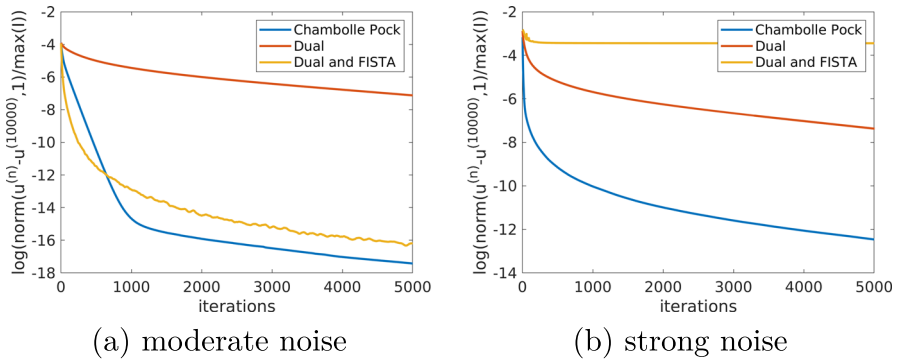 -2
-4
-6
-8
-10
-12
-14
-16
-18
0 1000 2000 3000 4000 5000
iterations
log(norm(u^(n)-u^(10000),1)/max(I))
Chambolle Pock
Dual
Dual and FISTA
(a) moderate noise
-2
-4
-6
-8
-10
-12
-14
0 1000 2000 3000 4000 5000
iterations
log(norm(u^(n)-u^(10000),1)/max(I))
Chambolle Pock
Dual
Dual and FISTA
(b) strong noise